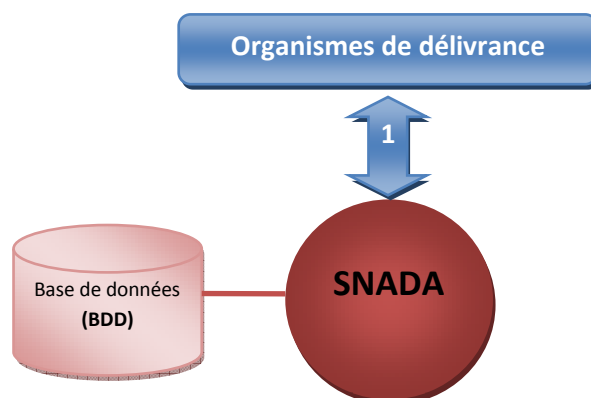 Organismes de délivrance
1
SNADA
Base de données
(BDD)